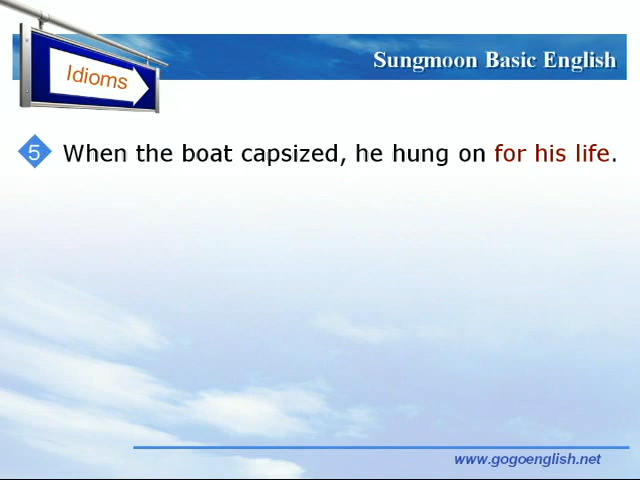 Sungmoon Basic English
Idioms
5 When the boat capsized, he hung on for his life.
www.gogoenglish.net